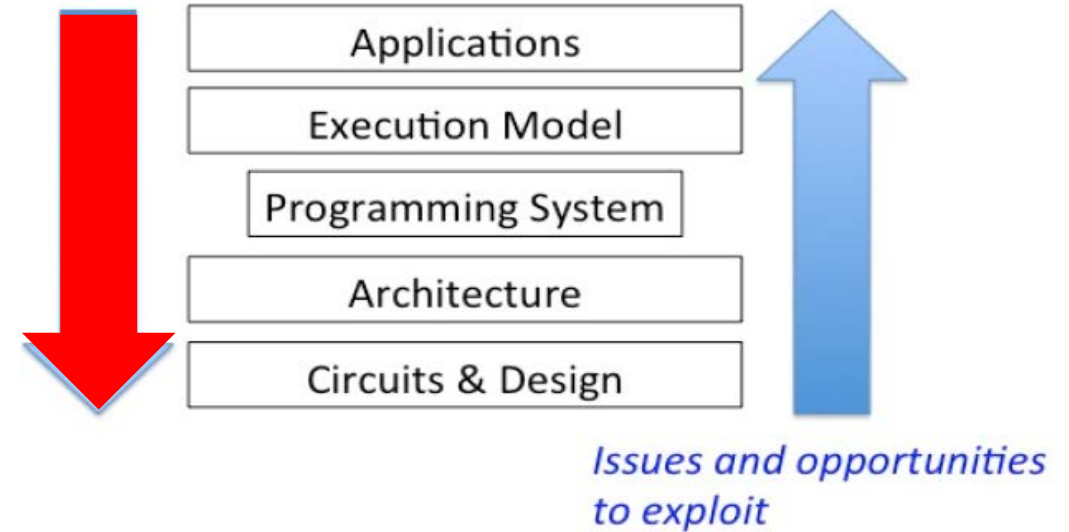 Applications
Execution Model
Programming System
Architecture
Circuits & Design
Issues and opportunities
to exploit